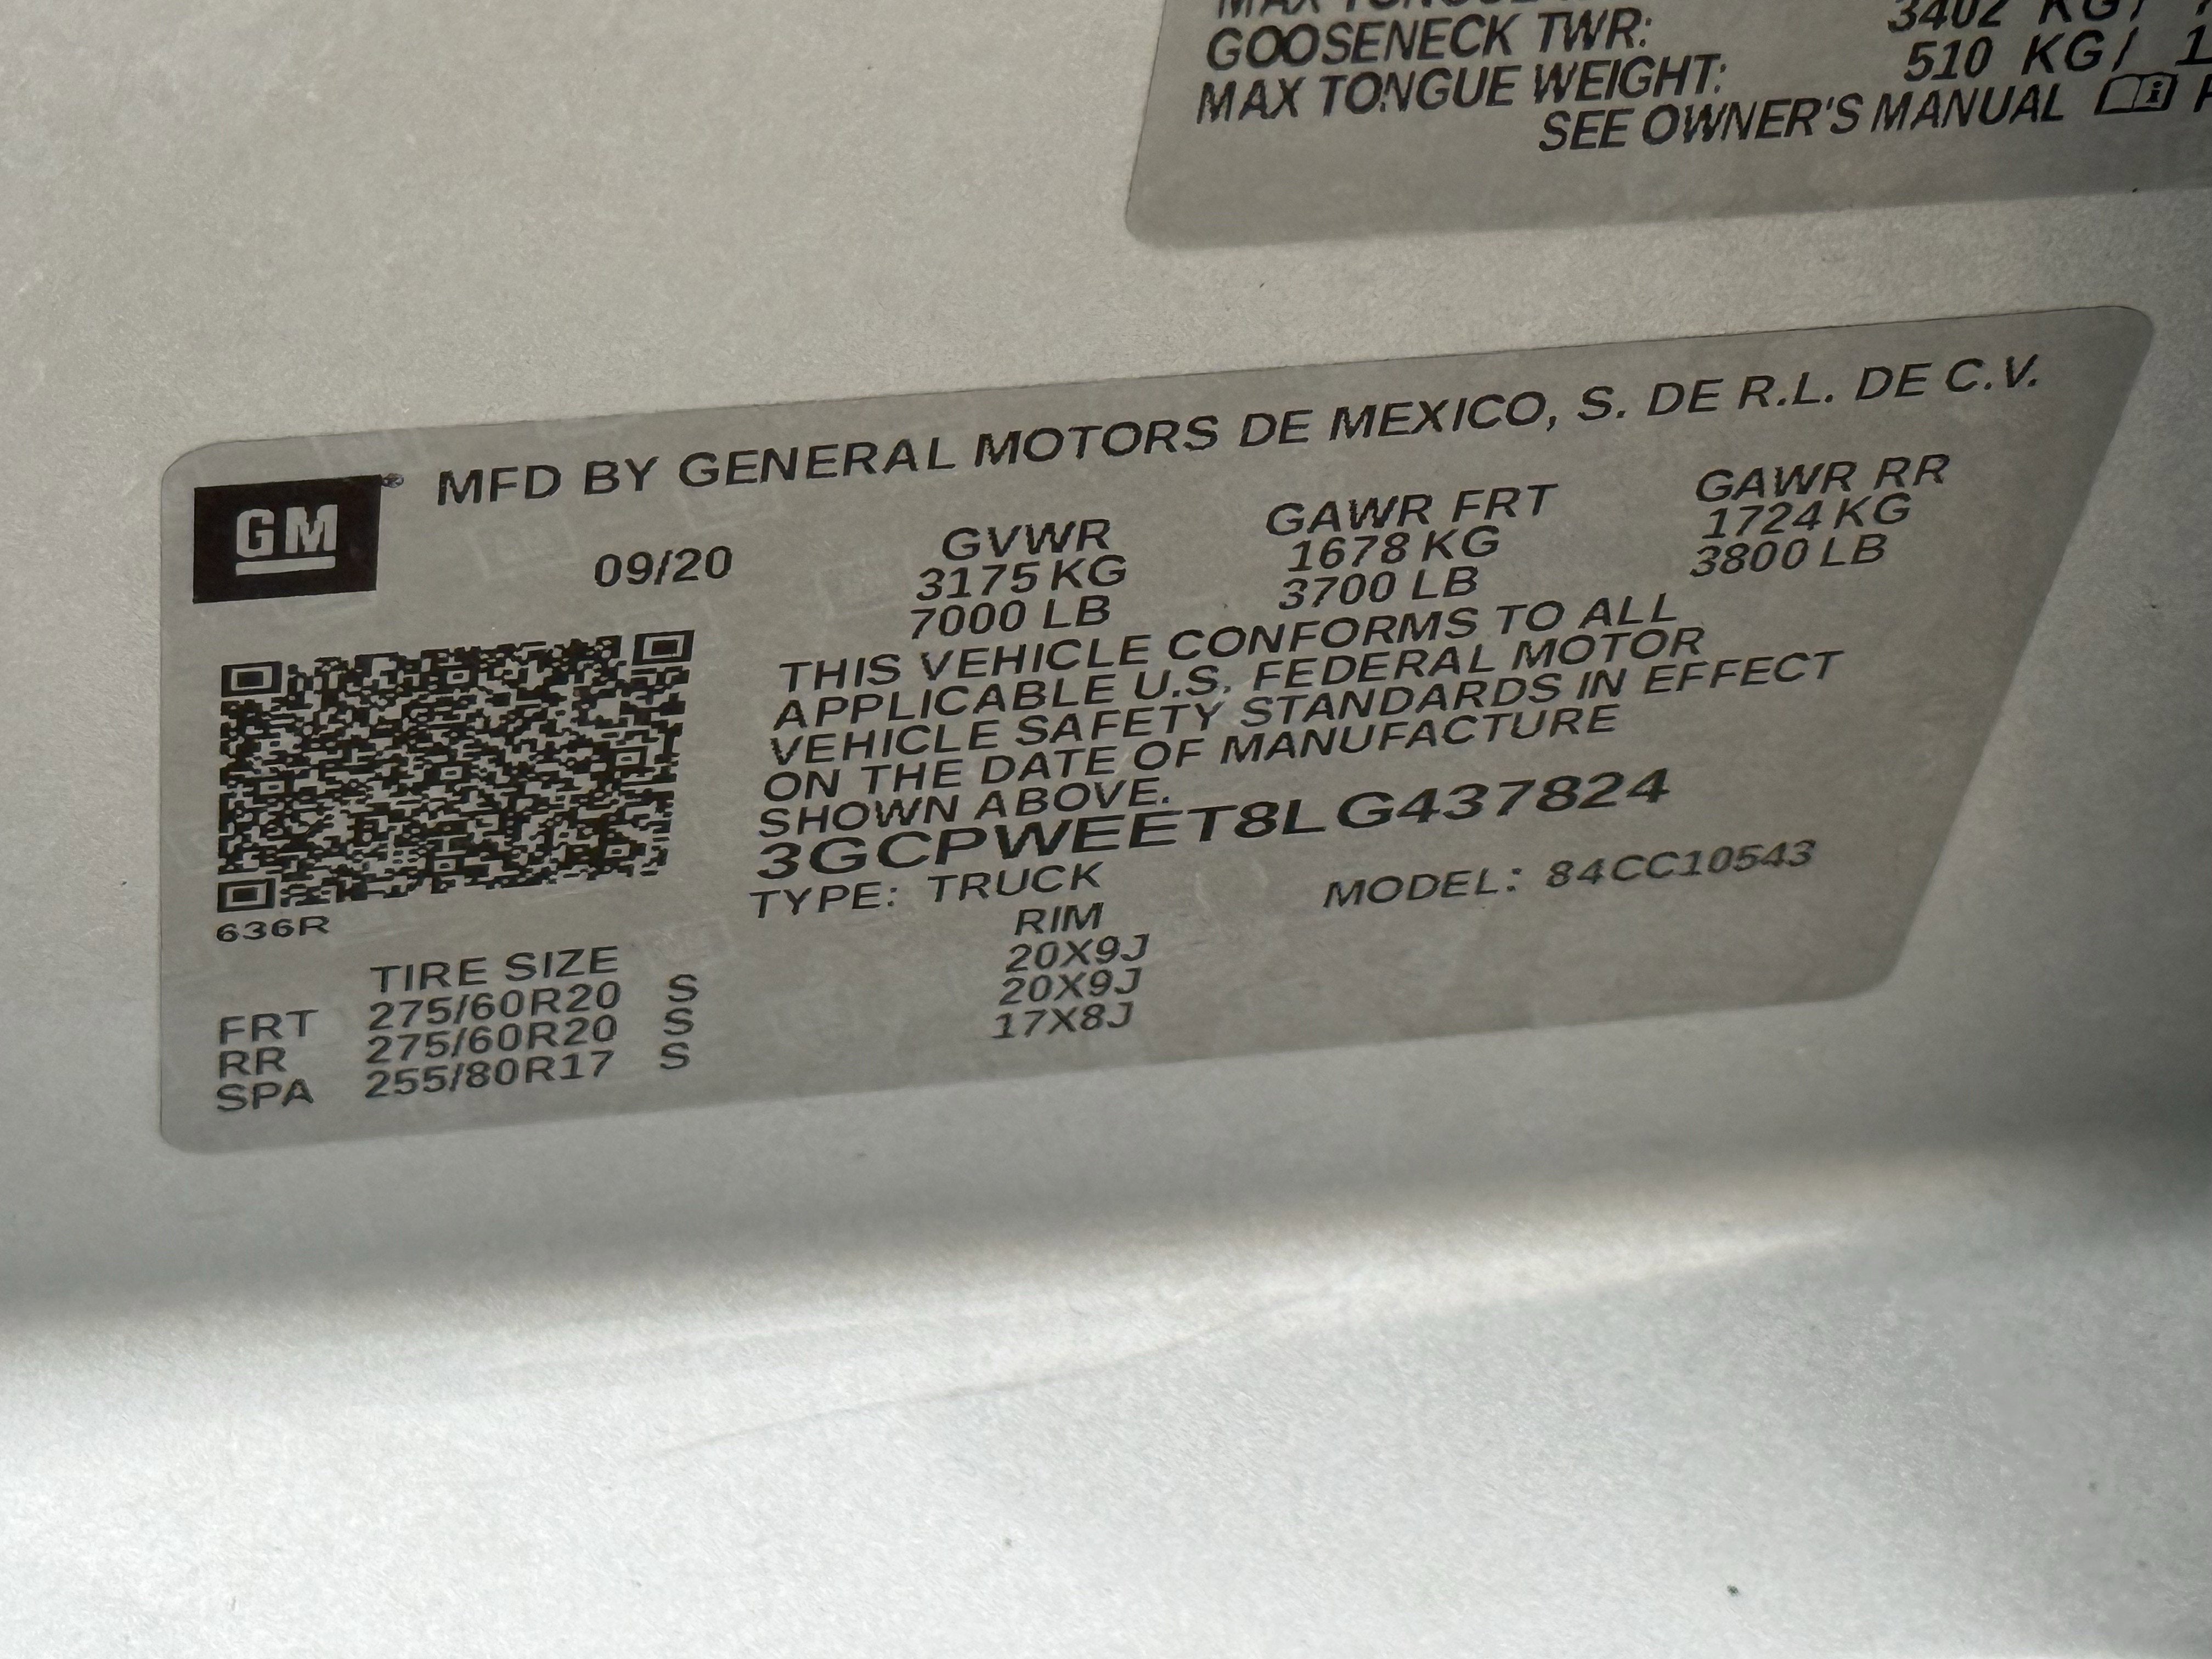 GOOSENECK TWR: 3402 KG/
MAX TONGUE WEIGHT: 510 KG/
SEE OWNER'S MANUAL
GM ® MFD BY GENERAL MOTORS DE MEXICO, S. DE R.L. DE C.V.
09/20 GVWR GAWR FRT GAWR RR
3175 KG 1678 KG 1724 KG
7000 LB 3700 LB 3800 LB
THIS VEHICLE CONFORMS TO ALL
APPLICABLE U.S. FEDERAL MOTOR
VEHICLE SAFETY STANDARDS IN EFFECT
ON THE DATE OF MANUFACTURE
SHOWN ABOVE.
3GCPWEET8LG437824
TYPE: TRUCK MODEL: 84CC10543
636R
TIRE SIZE RIM
FRT 275/60R20 S 20X9J
RR 275/60R20 S 20X9J
SPA 255/80R17 S 17X8J